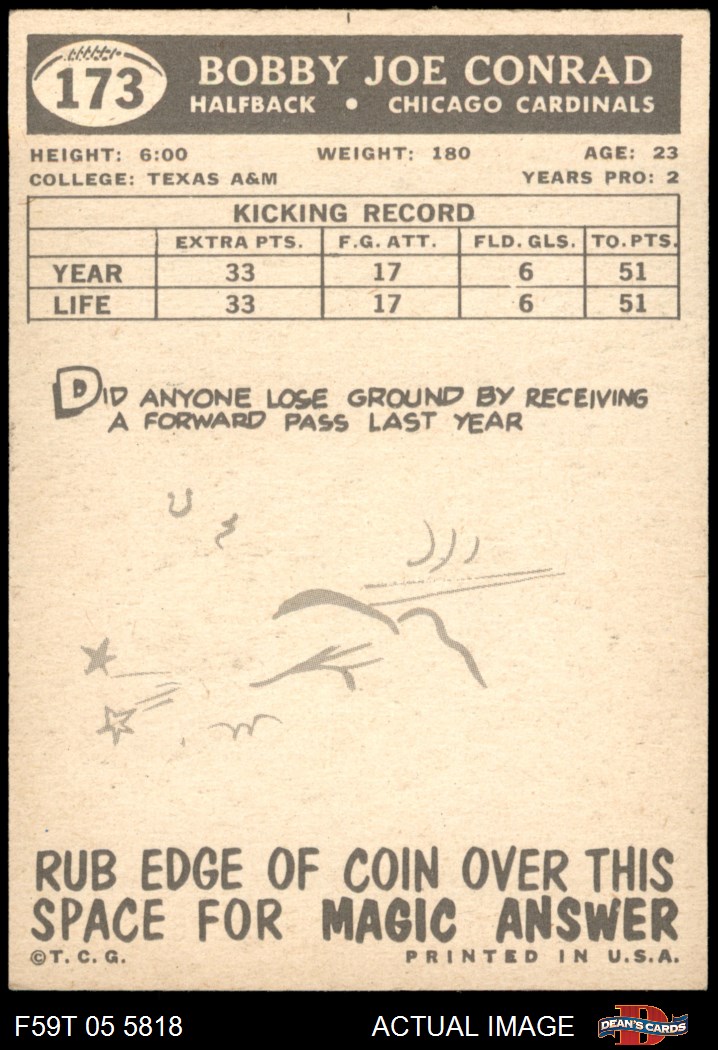 173
BOBBY JOE CONRAD
HALFBACK • CHICAGO CARDINALS
HEIGHT: 6:00 WEIGHT: 180 AGE: 23
COLLEGE: TEXAS A&M YEARS PRO: 2
KICKING RECORD
EXTRA PTS. F.G. ATT. FLD. GLS. TO. PTS.
YEAR 33 17 6 51
LIFE 33 17 6 51
DID ANYONE LOSE GROUND BY RECEIVING
A FORWARD PASS LAST YEAR
RUB EDGE OF COIN OVER THIS
SPACE FOR MAGIC ANSWER
©T.C.G. PRINTED IN U.S.A.
F59T 05 5818 ACTUAL IMAGE D DEAN'S CARDS